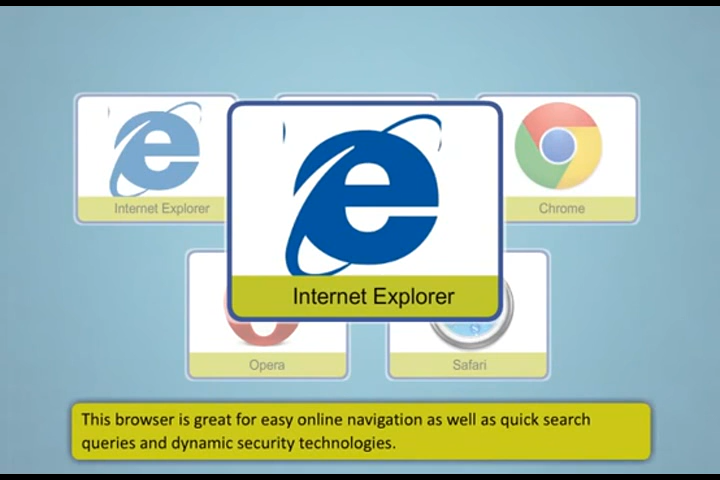 Internet Explorer
Chrome
Internet Explorer
Opera
Safari
This browser is great for easy online navigation as well as quick search
queries and dynamic security technologies.